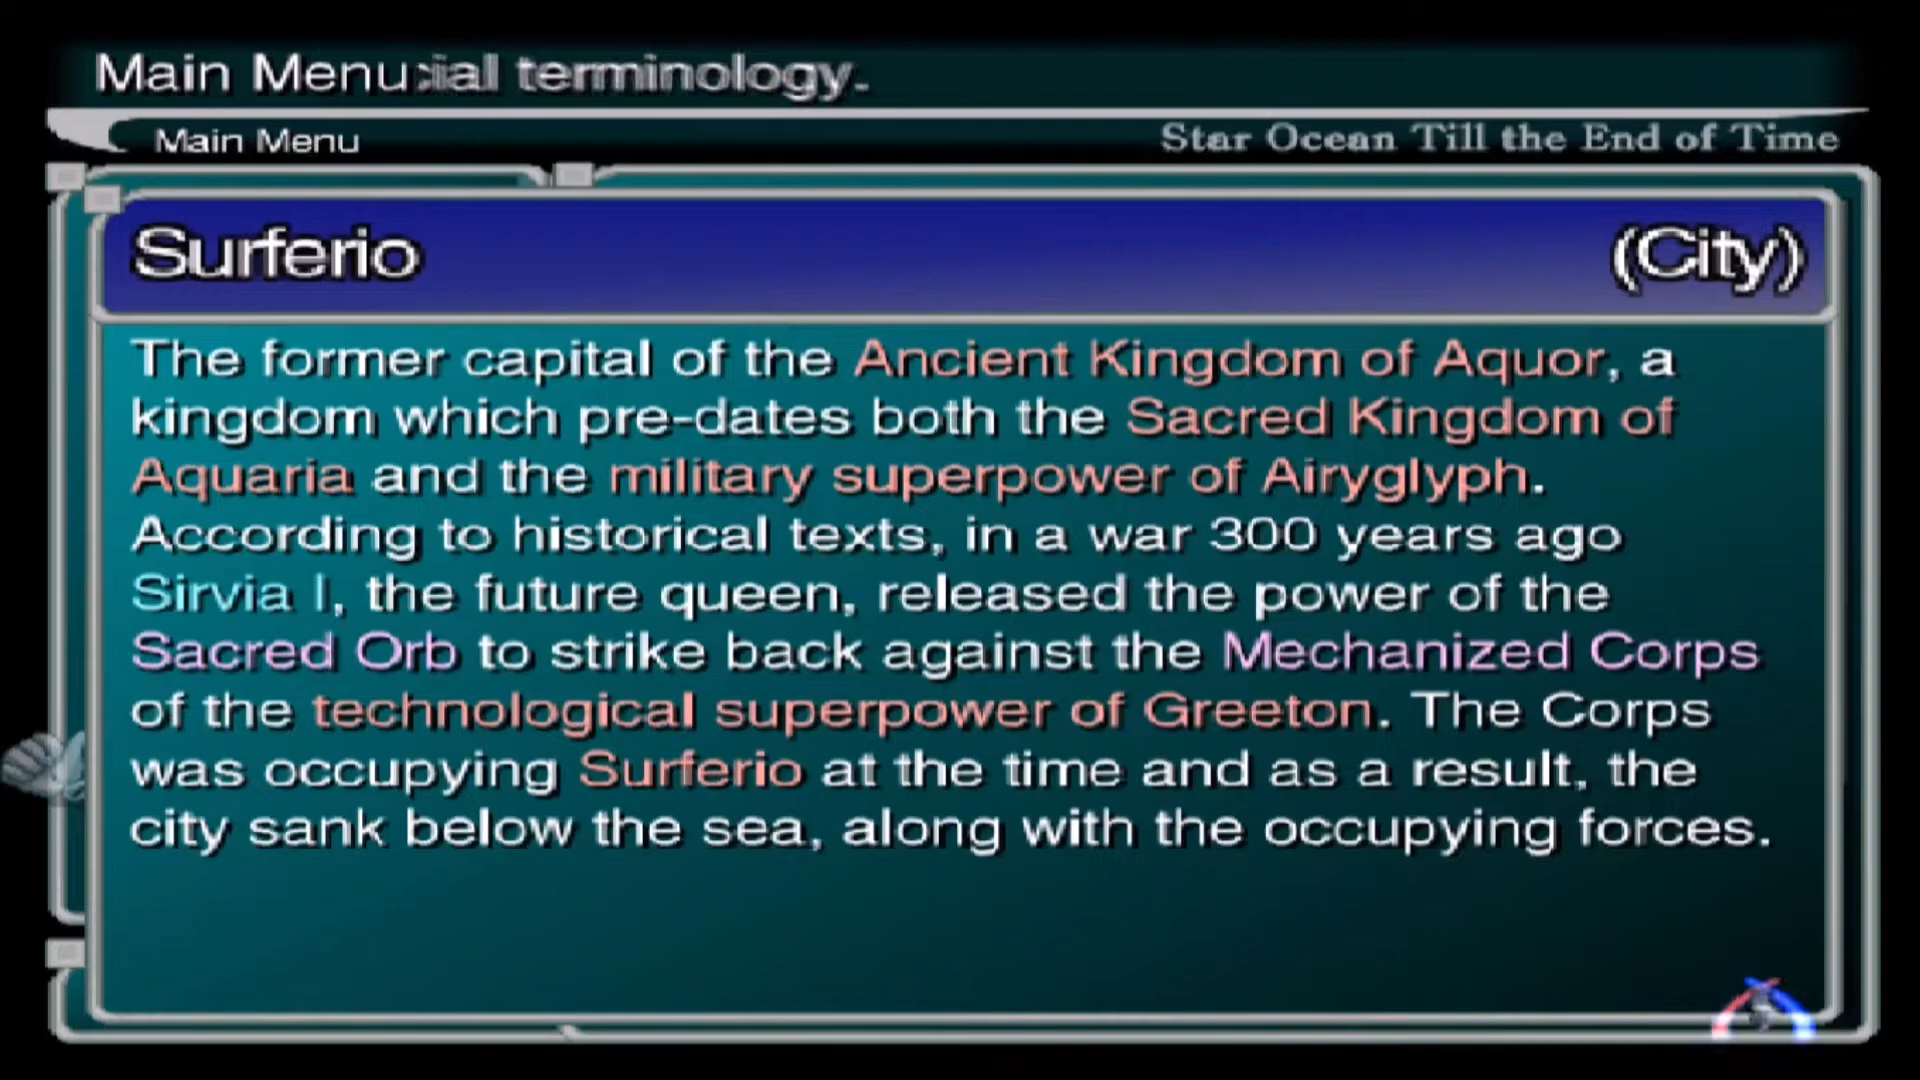 Main Menu terminology.
Main Menu
Star Ocean Till the End of Time
Surferio
(City)
The former capital of the Ancient Kingdom of Aquor, a
kingdom which pre-dates both the Sacred Kingdom of
Aquaria and the military superpower of Airyglyph.
According to historical texts, in a war 300 years ago
Sirvia I, the future queen, released the power of the
Sacred Orb to strike back against the Mechanized Corps
of the technological superpower of Greeton. The Corps
was occupying Surferio at the time and as a result, the
city sank below the sea, along with the occupying forces.